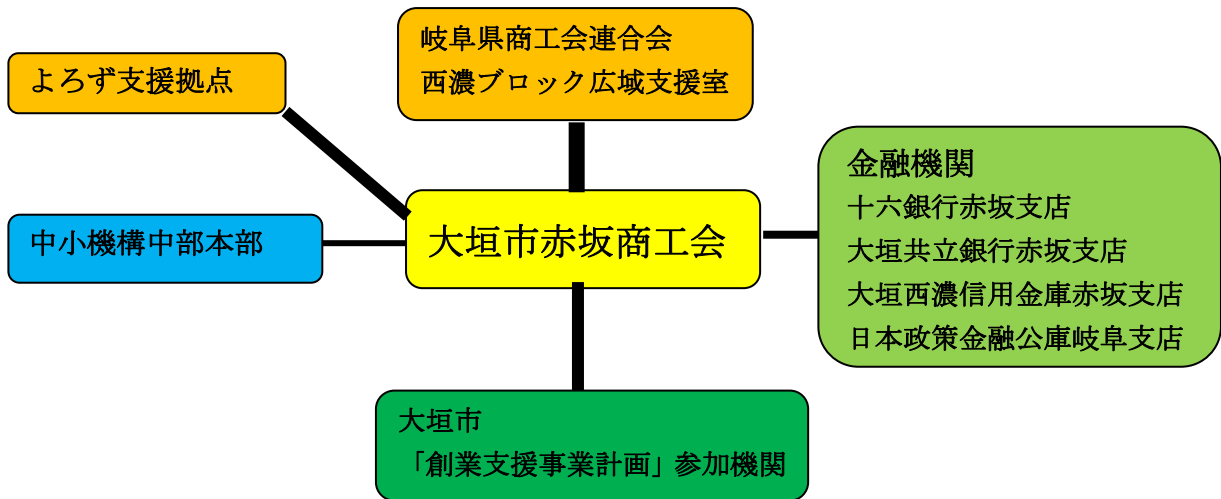 岐阜県商工会連合会
西濃ブロック広域支援室
よろず支援拠点
金融機関
十六銀行赤坂支店
大垣共立銀行赤坂支店
大垣西濃信用金庫赤坂支店
日本政策金融公庫岐阜支店
中小機構中部本部
大垣市赤坂商工会
大垣市
「創業支援事業計画」参加機関